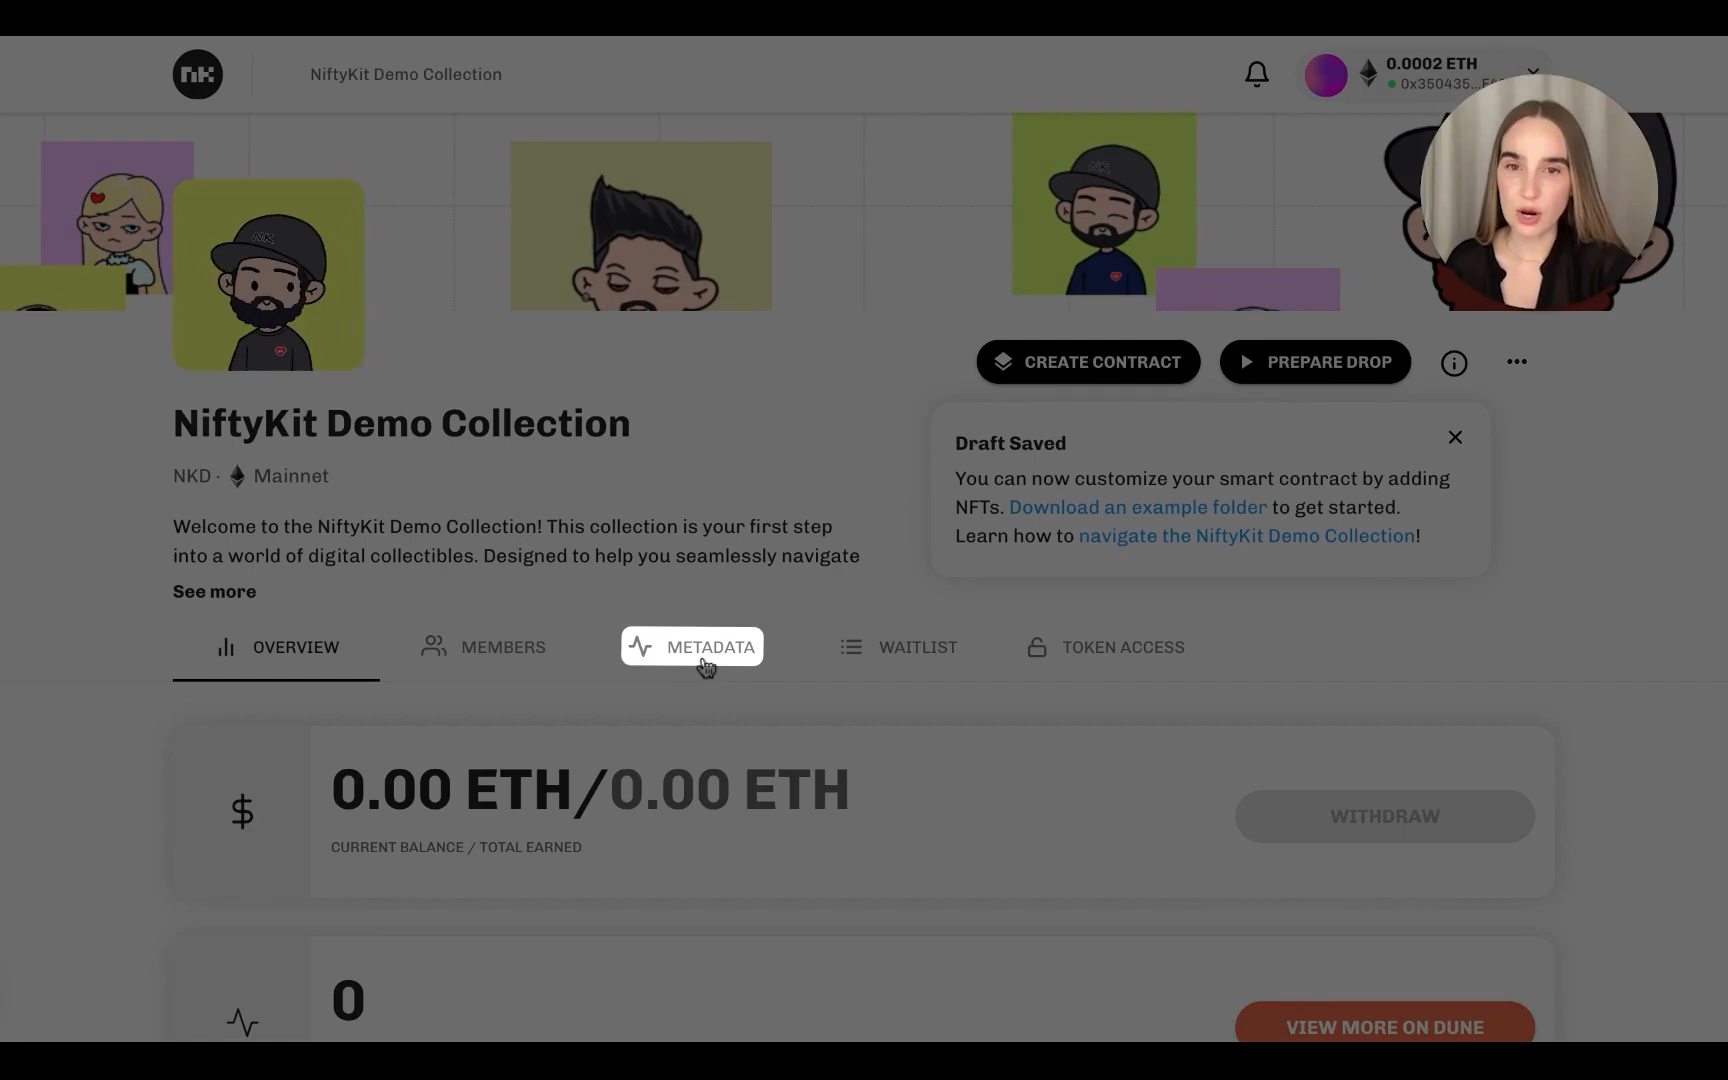 nk
NiftyKit Demo Collection
0.0002 ETH
0x350435...
NK
NK
CREATE CONTRACT
PREPARE DROP
NiftyKit Demo Collection
NKD · Mainnet
Draft Saved
You can now customize your smart contract by adding
NFTs. Download an example folder to get started.
Learn how to navigate the NiftyKit Demo Collection!
Welcome to the NiftyKit Demo Collection! This collection is your first step
into a world of digital collectibles. Designed to help you seamlessly navigate
See more
OVERVIEW
MEMBERS
METADATA
WAITLIST
TOKEN ACCESS
0.00 ETH/0.00 ETH
CURRENT BALANCE / TOTAL EARNED
WITHDRAW
0
VIEW MORE ON DUNE